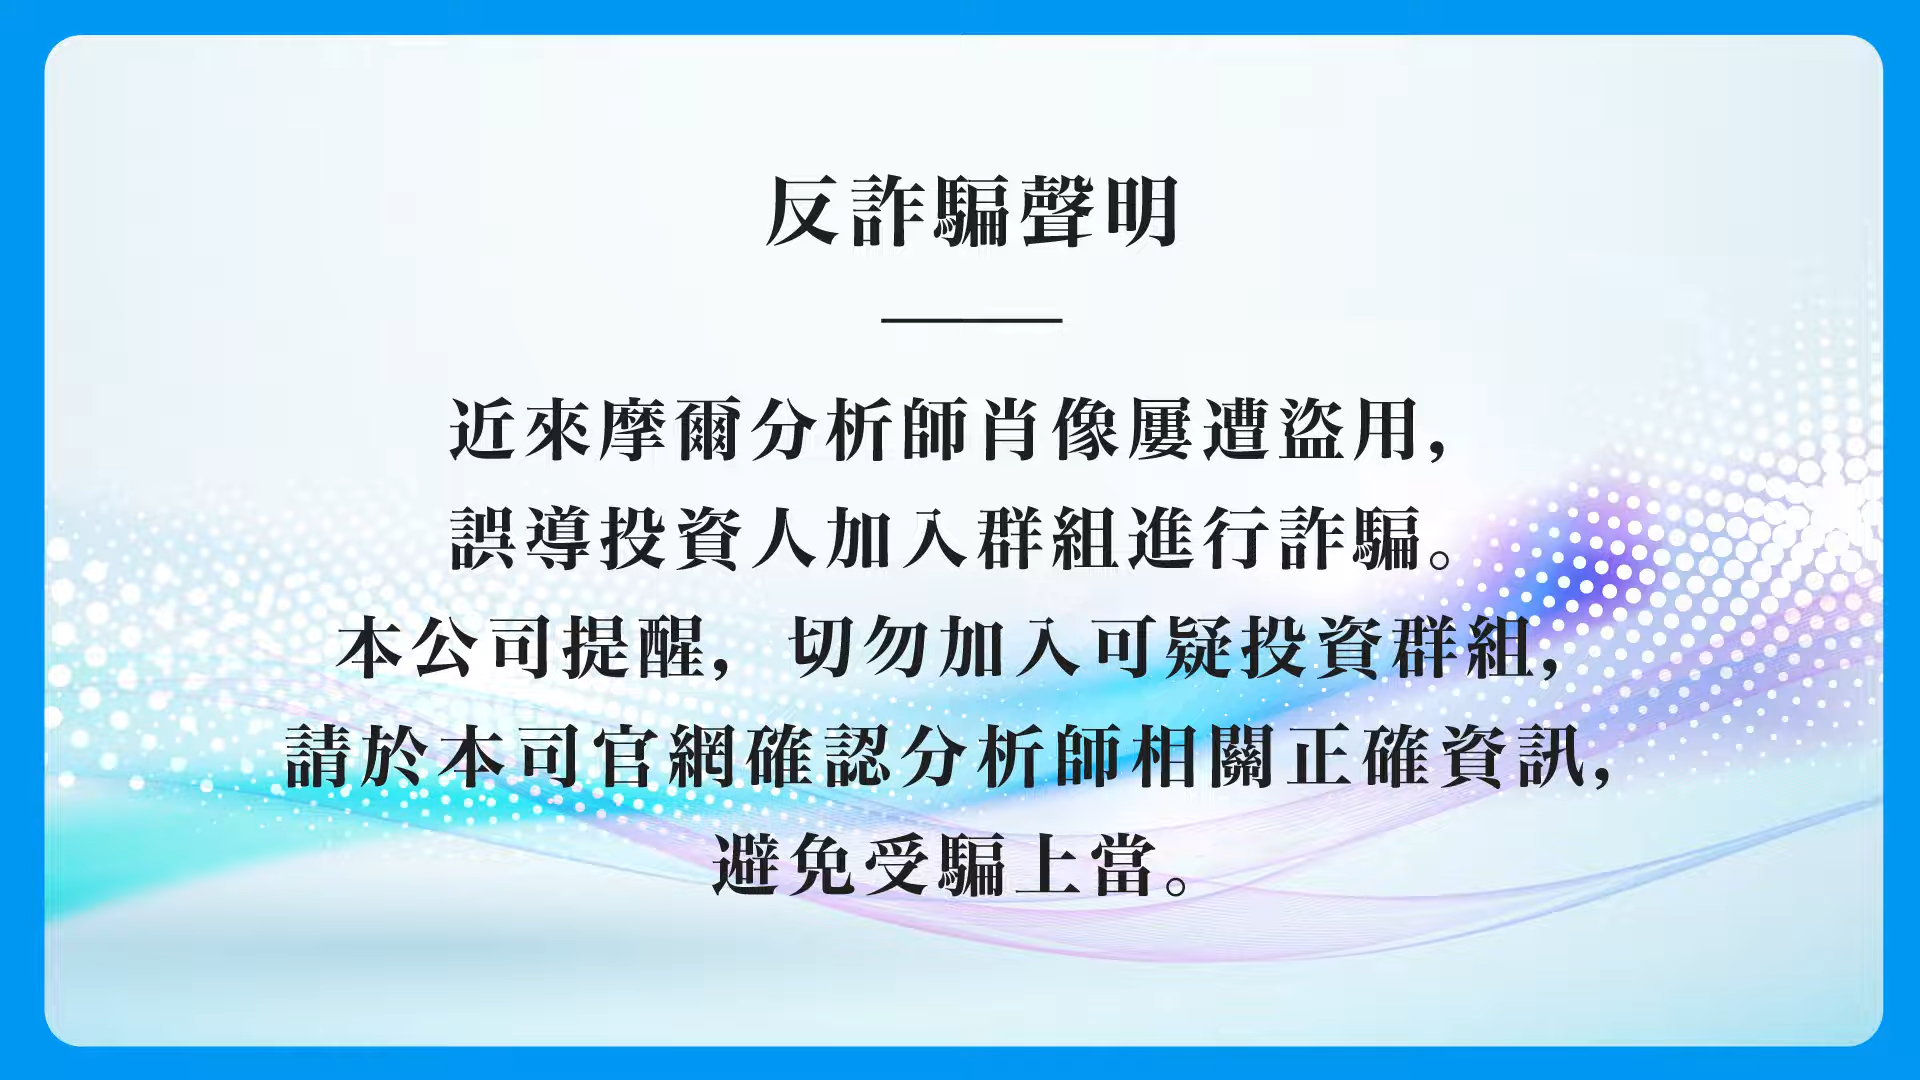 反詐騙聲明
近來摩爾分析師肖像屢遭盜用，
誤導投資人加入群組進行詐騙。
本公司提醒，切勿加入可疑投資群組，
請於本司官網確認分析師相關正確資訊，
避免受騙上當。